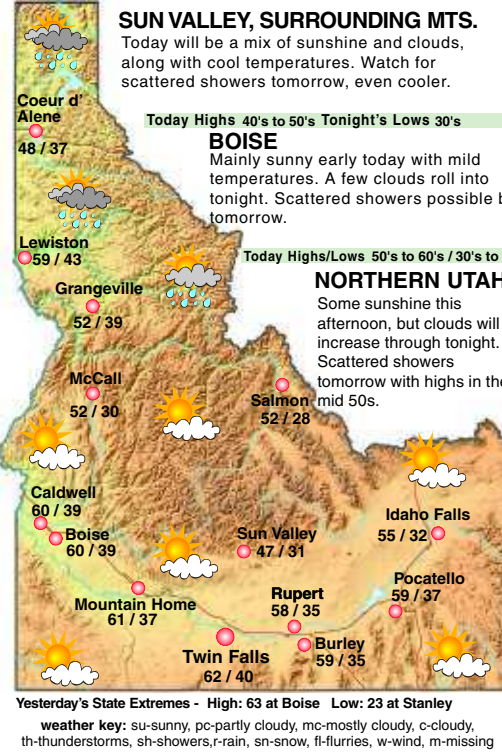 SUN VALLEY, SURROUNDING MTS.
Today will be a mix of sunshine and clouds,
along with cool temperatures. Watch for
scattered showers tomorrow, even cooler.
Today Highs 40's to 50's Tonight's Lows 30's
BOISE
Mainly sunny early today with mild
temperatures. A few clouds roll into
tonight. Scattered showers possible
tomorrow.
Today Highs/Lows 50's to 60's / 30's to
NORTHERN UTAH
Some sunshine this
afternoon, but clouds will
increase through tonight.
Scattered showers
tomorrow with highs in the
mid 50s.
Coeur d'
Alene
48 / 37
Lewiston
59 / 43
Grangeville
52 / 39
McCall
52 / 30
Salmon
52 / 28
Caldwell
60 / 39
Boise
60 / 39
Sun Valley
47 / 31
Idaho Falls
55 / 32
Pocatello
59 / 37
Mountain Home
61 / 37
Rupert
58 / 35
Burley
59 / 35
Twin Falls
62 / 40
Yesterday's State Extremes - High: 63 at Boise Low: 23 at Stanley
weather key: su-sunny, pc-partly cloudy, mc-mostly cloudy, c-cloudy,
th-thunderstorms, sh-showers,r-rain, sn-snow, fl-flurries, w-wind, m-missing